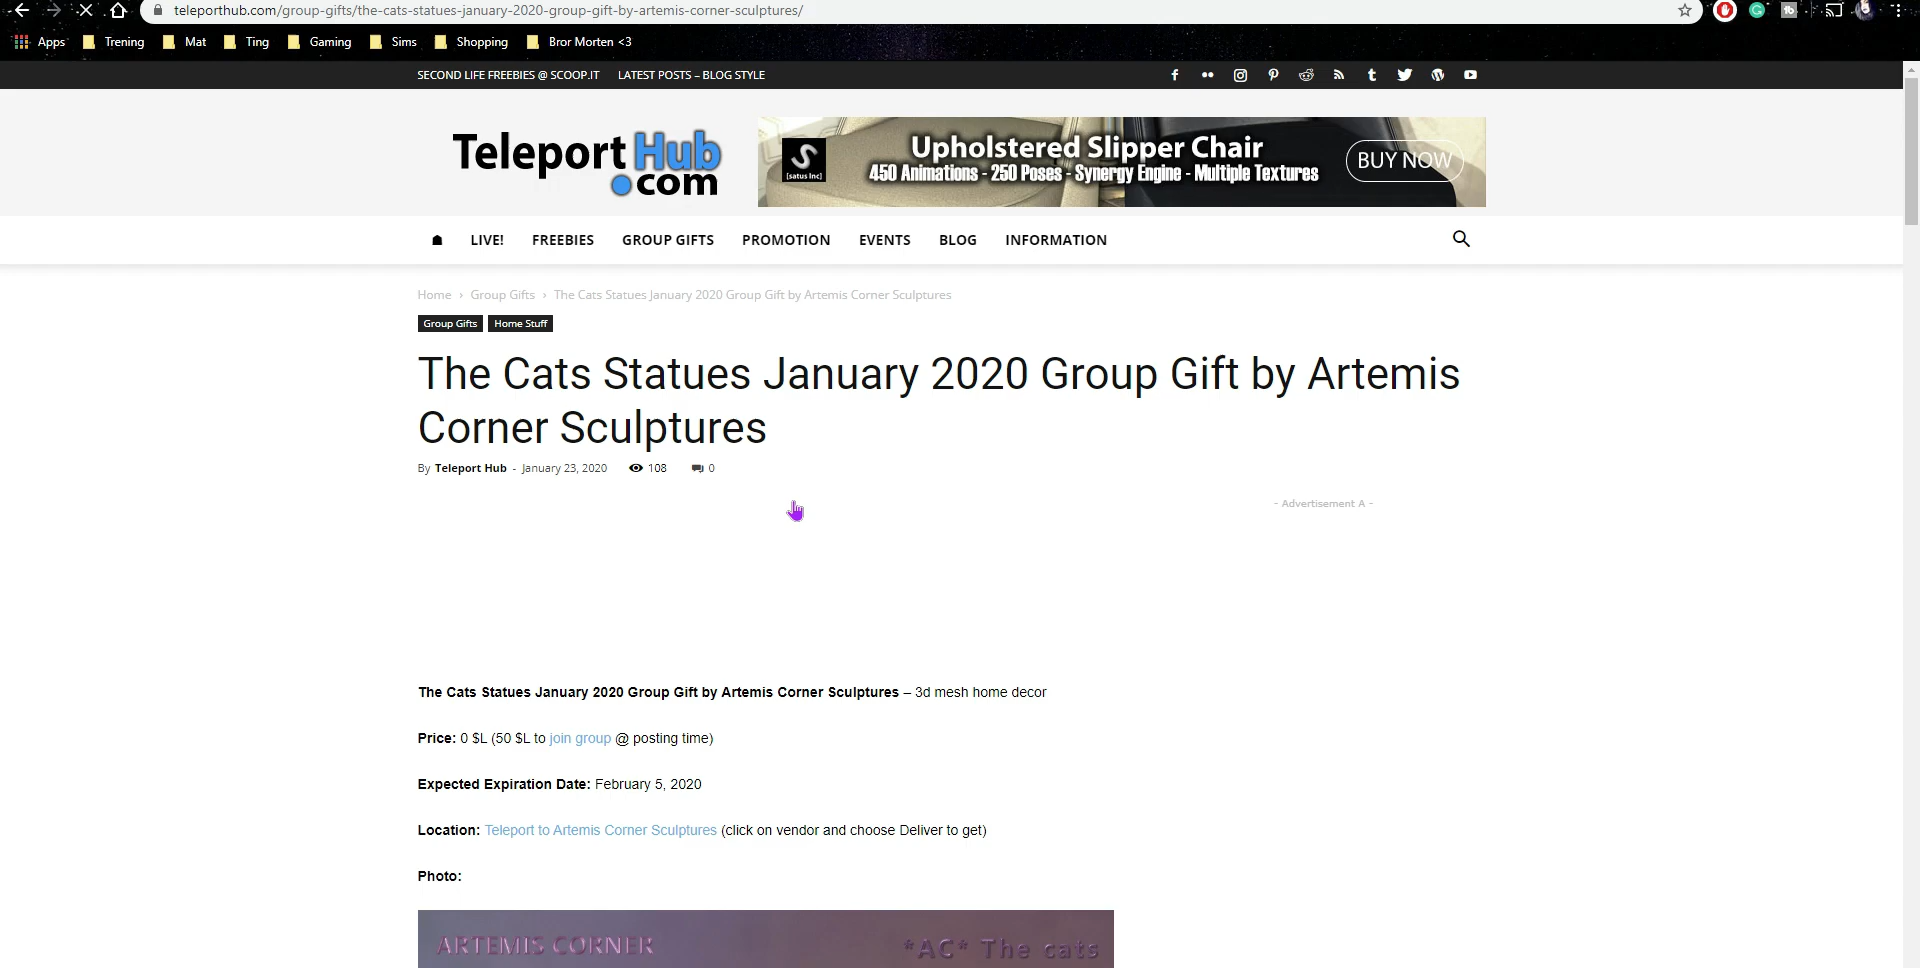 teleporthub.com/group-gifts/the-cats-statues-january-2020-group-gift-by-artemis-corner-sculptures/
Apps Trening Mat Ting Gaming Sims Shopping Bror Morten <3
SECOND LIFE FREEBIES @ SCOOP.IT LATEST POSTS – BLOG STYLE
Teleport Hub
.com
S
[satus Inc]
Upholstered Slipper Chair
450 Animations - 250 Poses - Synergy Engine - Multiple Textures
BUY NOW
LIVE! FREEBIES GROUP GIFTS PROMOTION EVENTS BLOG INFORMATION
Home › Group Gifts › The Cats Statues January 2020 Group Gift by Artemis Corner Sculptures
Group Gifts Home Stuff
The Cats Statues January 2020 Group Gift by Artemis
Corner Sculptures
By Teleport Hub - January 23, 2020 108 0
- Advertisement A -
The Cats Statues January 2020 Group Gift by Artemis Corner Sculptures – 3d mesh home decor
Price: 0 $L (50 $L to join group @ posting time)
Expected Expiration Date: February 5, 2020
Location: Teleport to Artemis Corner Sculptures (click on vendor and choose Deliver to get)
Photo:
ARTEMIS CORNER *AC* The cats